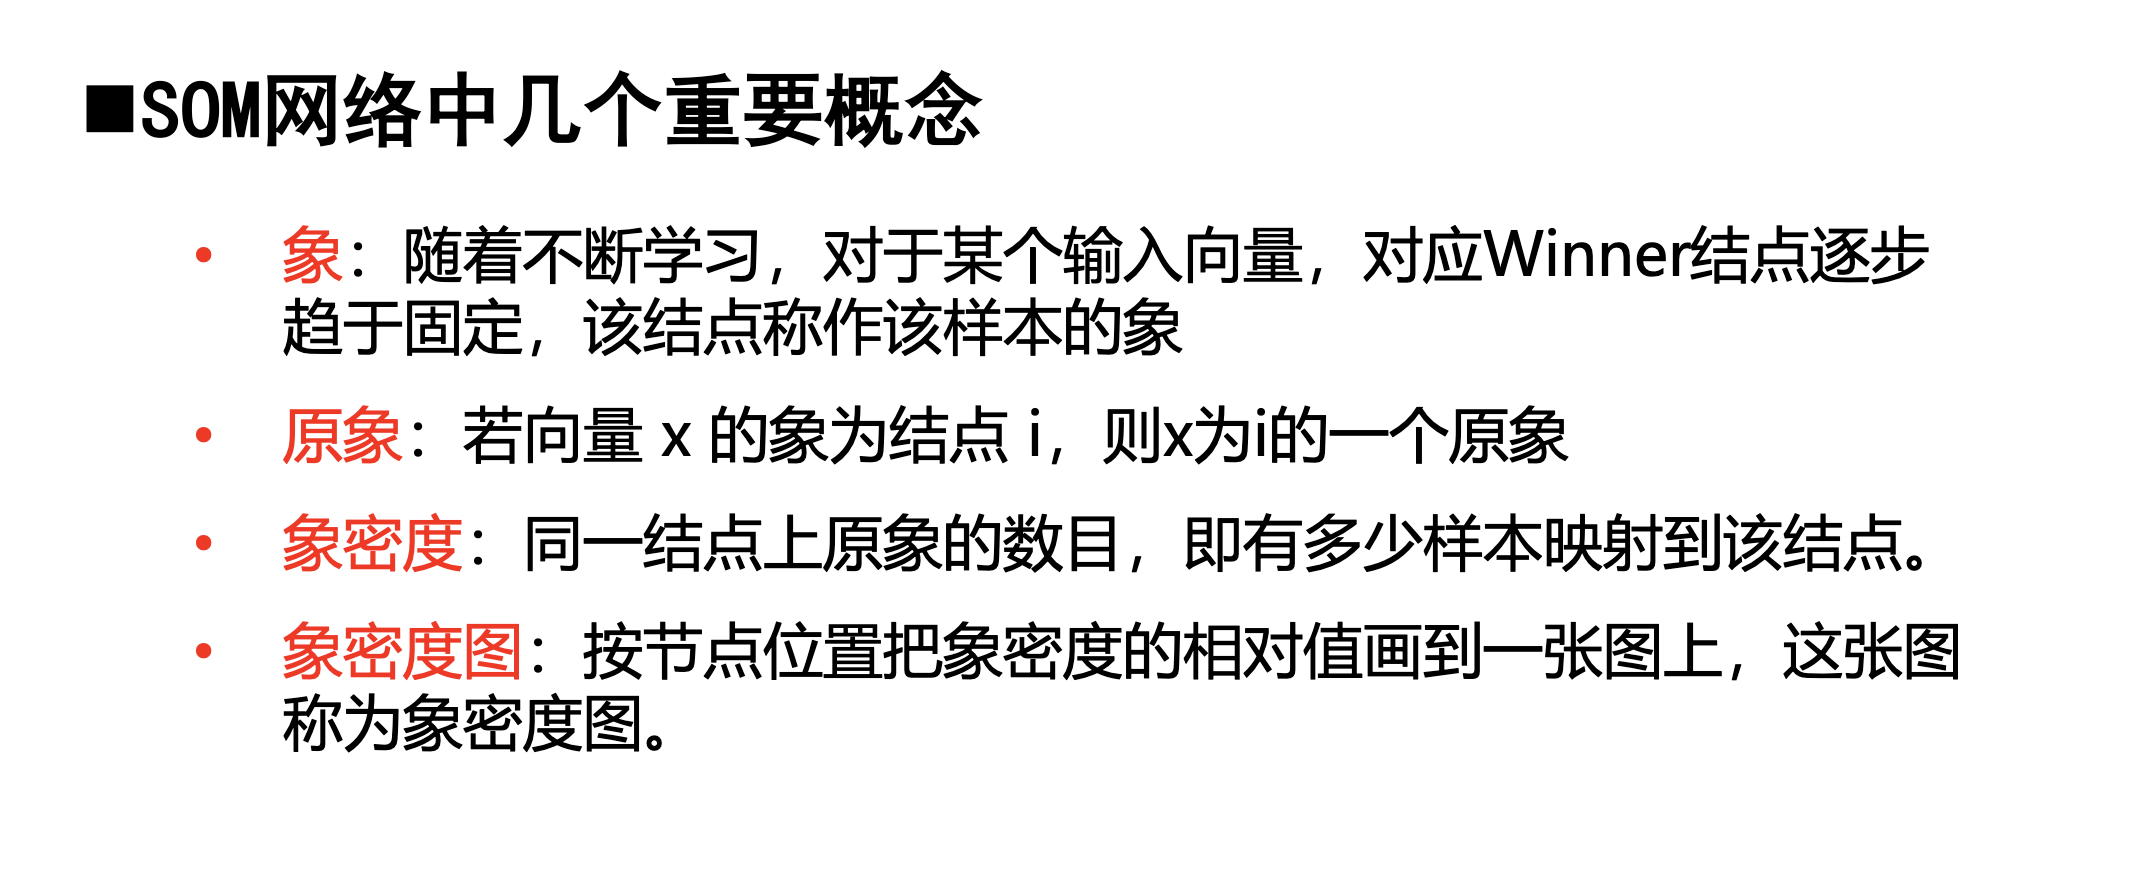 ■SOM网络中几个重要概念
• 象：随着不断学习，对于某个输入向量，对应Winner结点逐步
趋于固定，该结点称作该样本的象
• 原象：若向量 x 的象为结点 i，则x为i的一个原象
• 象密度：同一结点上原象的数目，即有多少样本映射到该结点。
• 象密度图：按节点位置把象密度的相对值画到一张图上，这张图
称为象密度图。